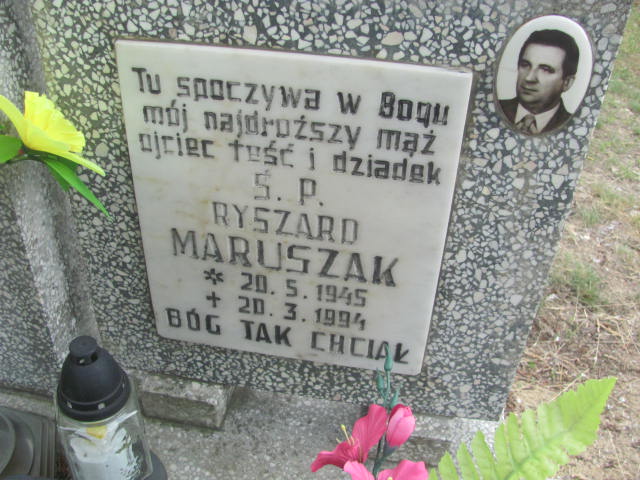 Tu spoczywa w Bogu
mój najdroższy mąż
ojciec teść i dziadek
Ś. P.
RYSZARD
MARUSZAK
* 20. 5. 1945
+ 20. 3. 1994
BÓG TAK CHCIAŁ